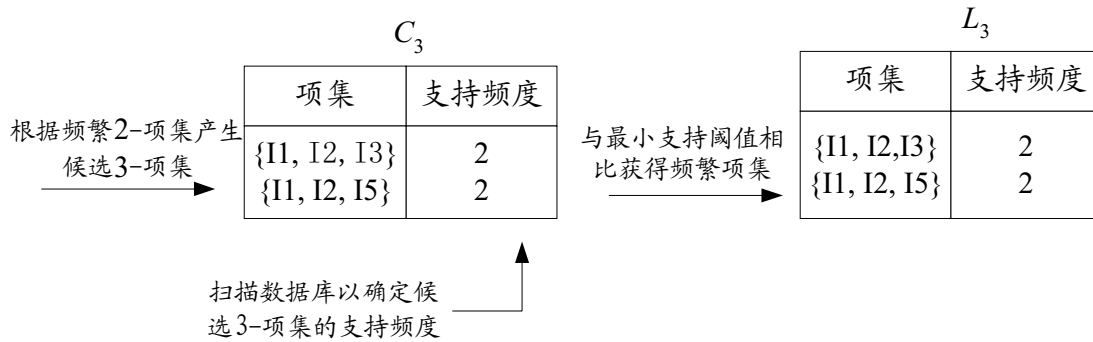 C3
L3
项集 支持频度
{I1, I2, I3} 2
{I1, I2, I5} 2
根据频繁2-项集产生
候选3-项集
与最小支持阈值相
比获得频繁项集
项集 支持频度
{I1, I2,I3} 2
{I1, I2, I5} 2
扫描数据库以确定候
选3-项集的支持频度